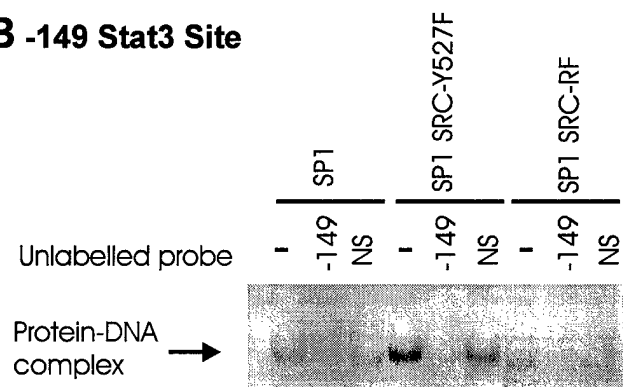 B -149 Stat3 Site
SP1
SP1 SRC-Y527F
SP1 SRC-RF
Unlabelled probe - -149 NS - -149 NS - -149 NS
Protein-DNA
complex